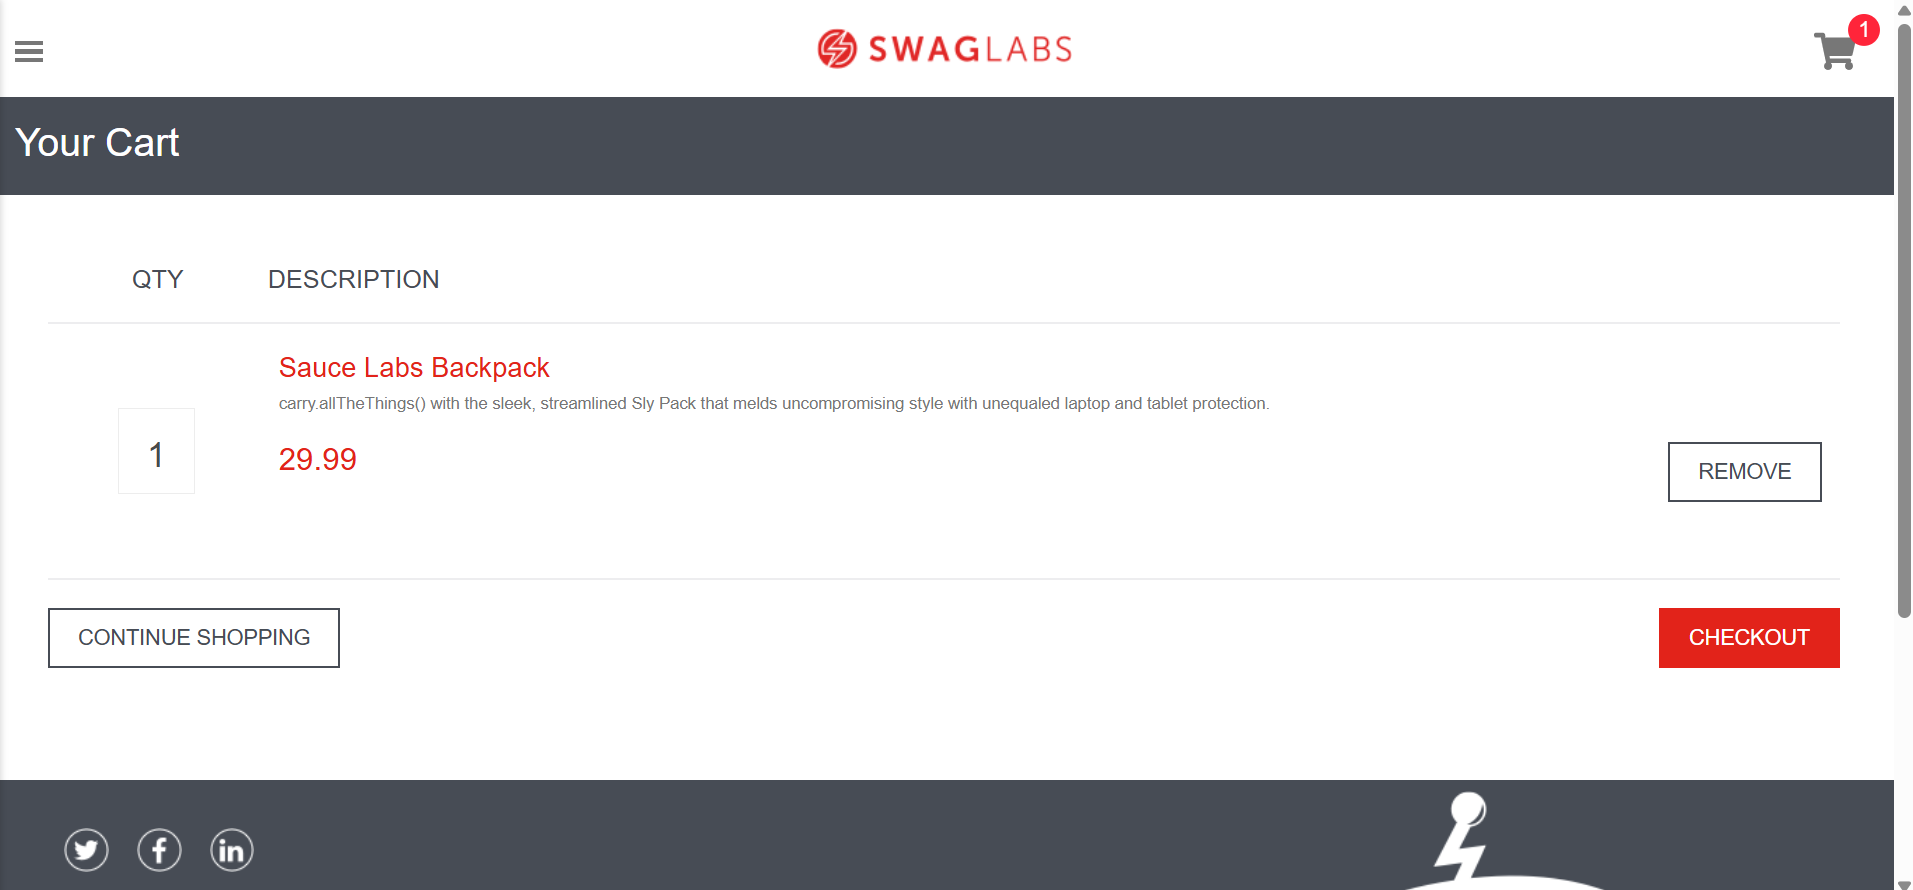 SWAGLABS
1
Your Cart
QTY DESCRIPTION
Sauce Labs Backpack
carry.allTheThings() with the sleek, streamlined Sly Pack that melds uncompromising style with unequaled laptop and tablet protection.
1
29.99
REMOVE
CONTINUE SHOPPING
CHECKOUT